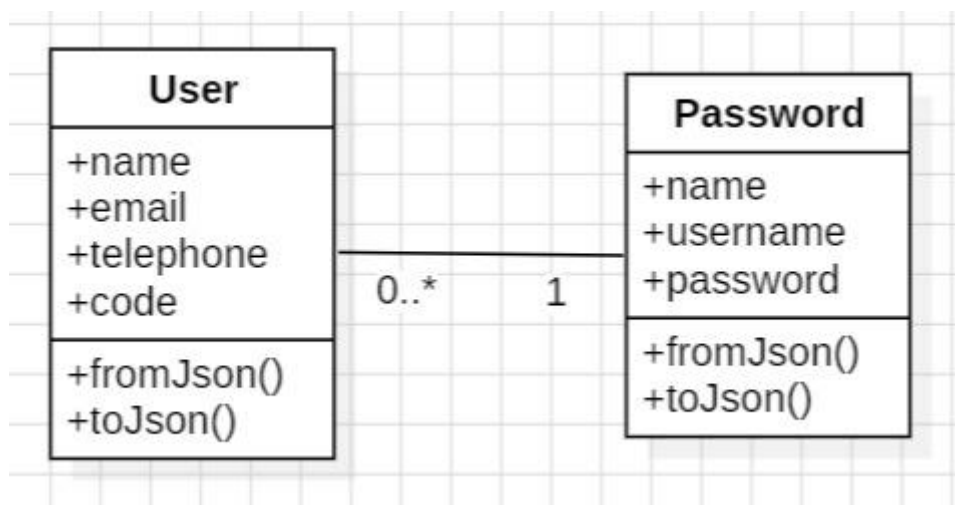 User
+name
+email
+telephone
+code
+fromJson()
+toJson()
0..*
1
Password
+name
+username
+password
+fromJson()
+toJson()